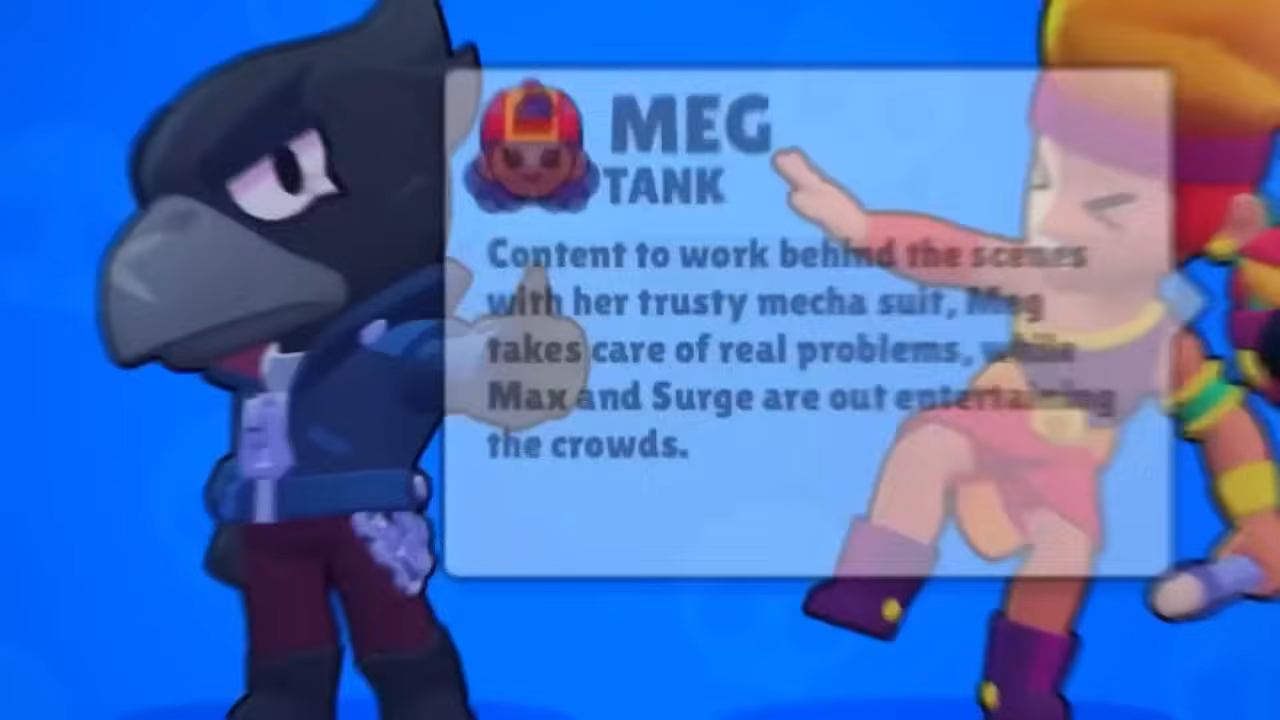 MEG
TANK
Content to work behind the scenes
with her trusty mecha suit, Meg
takes care of real problems, while
Max and Surge are out entertaining
the crowds.